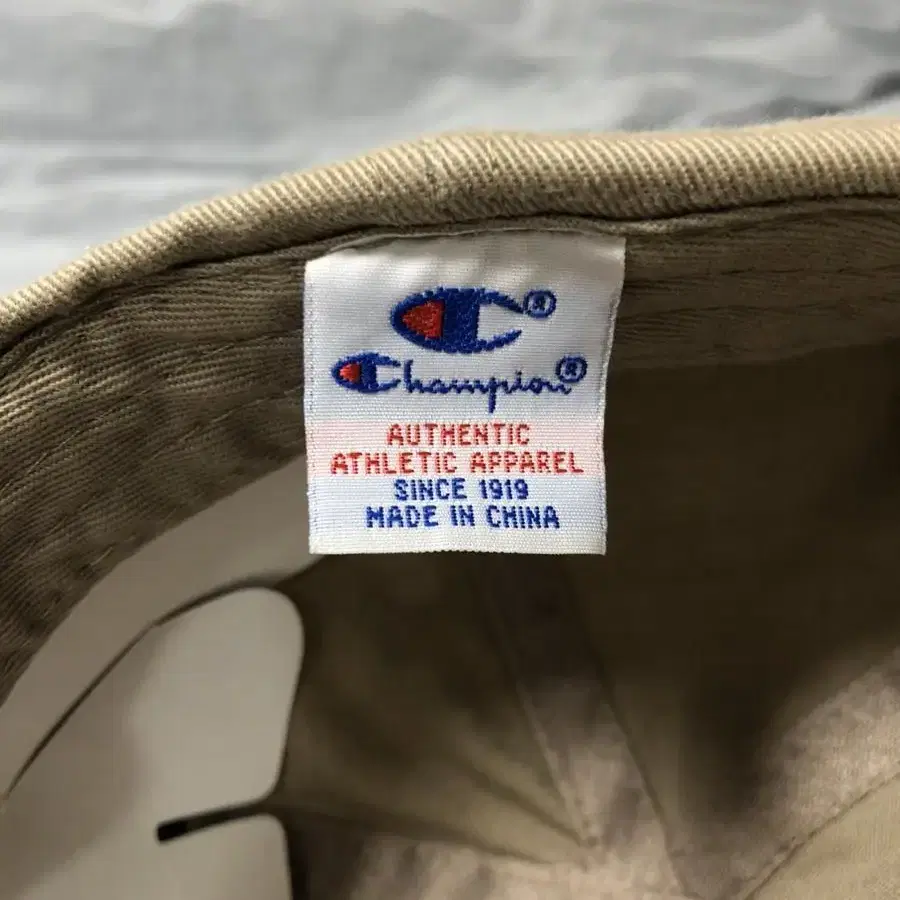 ®
Champion®
AUTHENTIC
ATHLETIC APPAREL
SINCE 1919
MADE IN CHINA